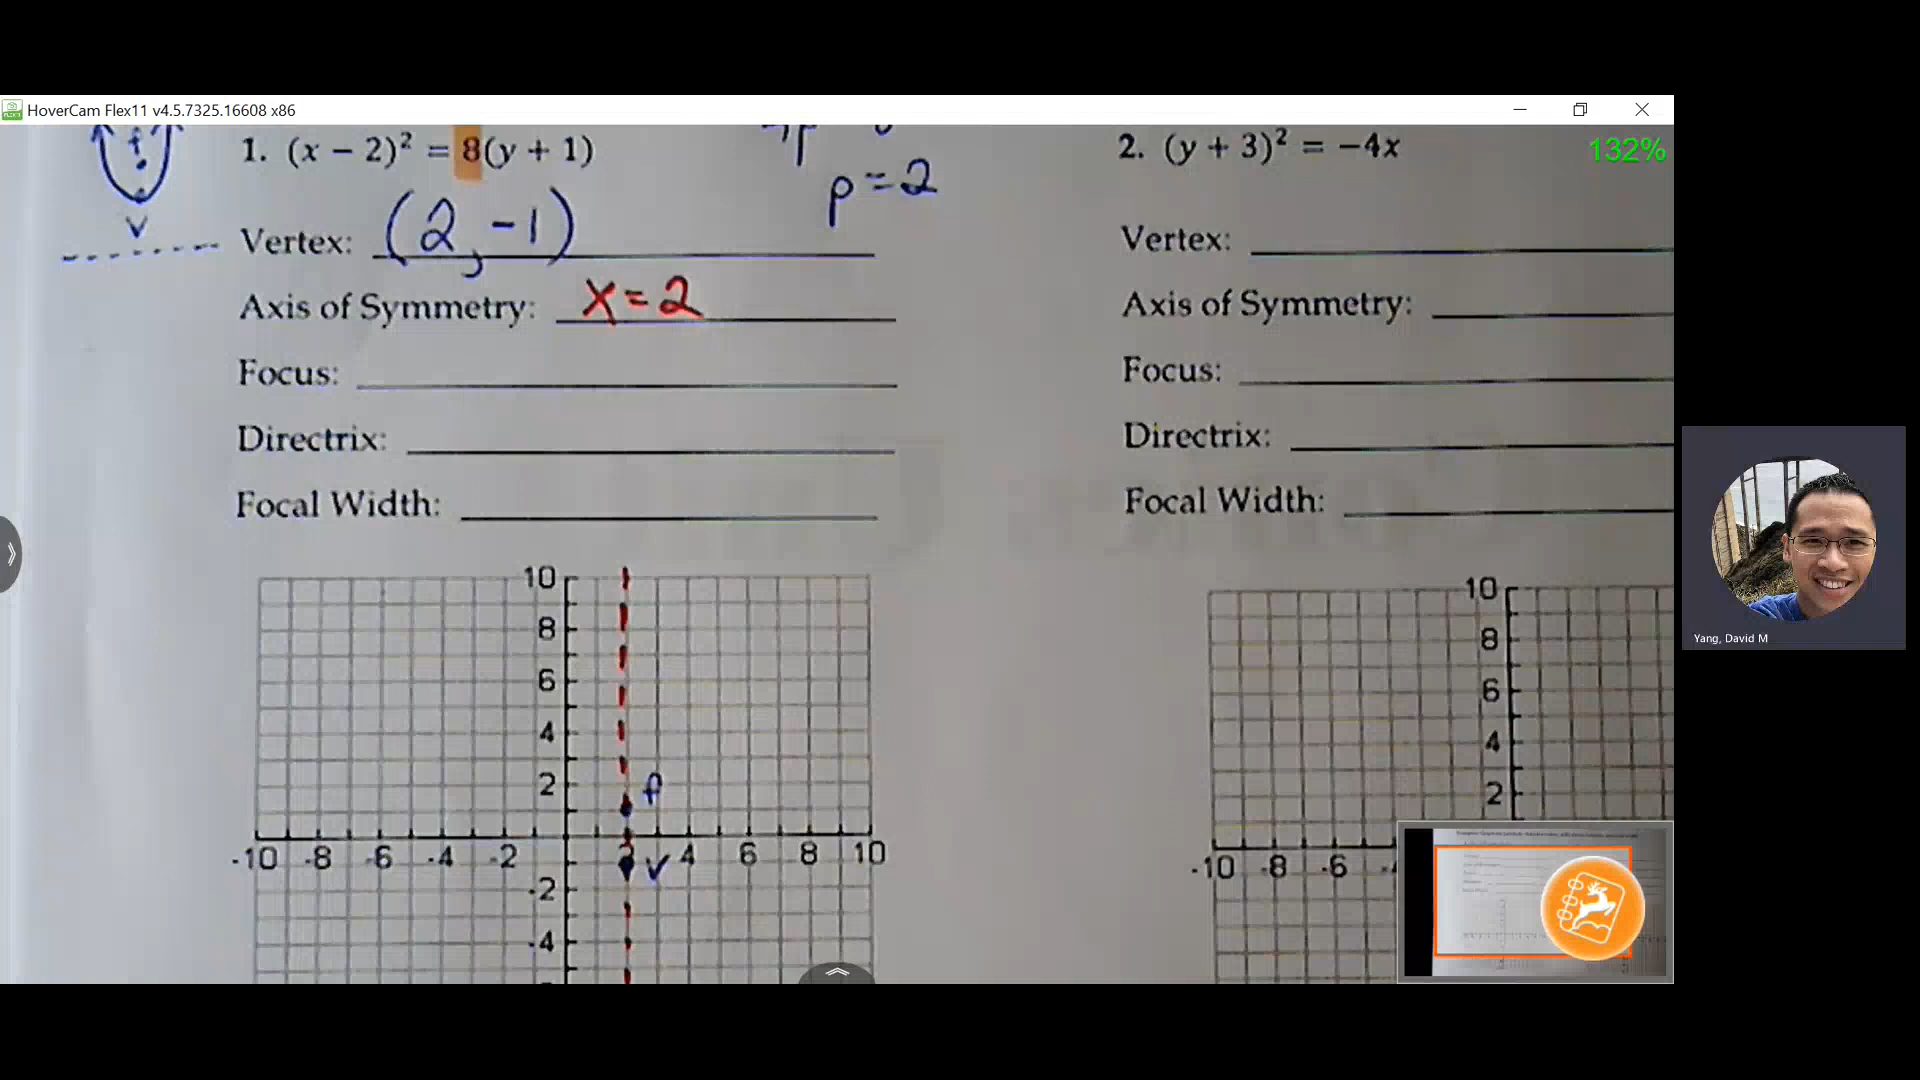 HoverCam Flex11 v4.5.7325.16608 x86
f
V
1. (x − 2)² = 8(y + 1)
p = 2
Vertex: (2, -1)
Axis of Symmetry: x = 2
Focus:
Directrix:
Focal Width:
10
8
6
4
2
f
-10 -8 -6 -4 -2 2 4 6 8 10
V
-2
-4
2. (y + 3)² = −4x
132%
Vertex:
Axis of Symmetry:
Focus:
Directrix:
Focal Width:
10
8
6
4
2
-10 -8 -6
Yang, David M